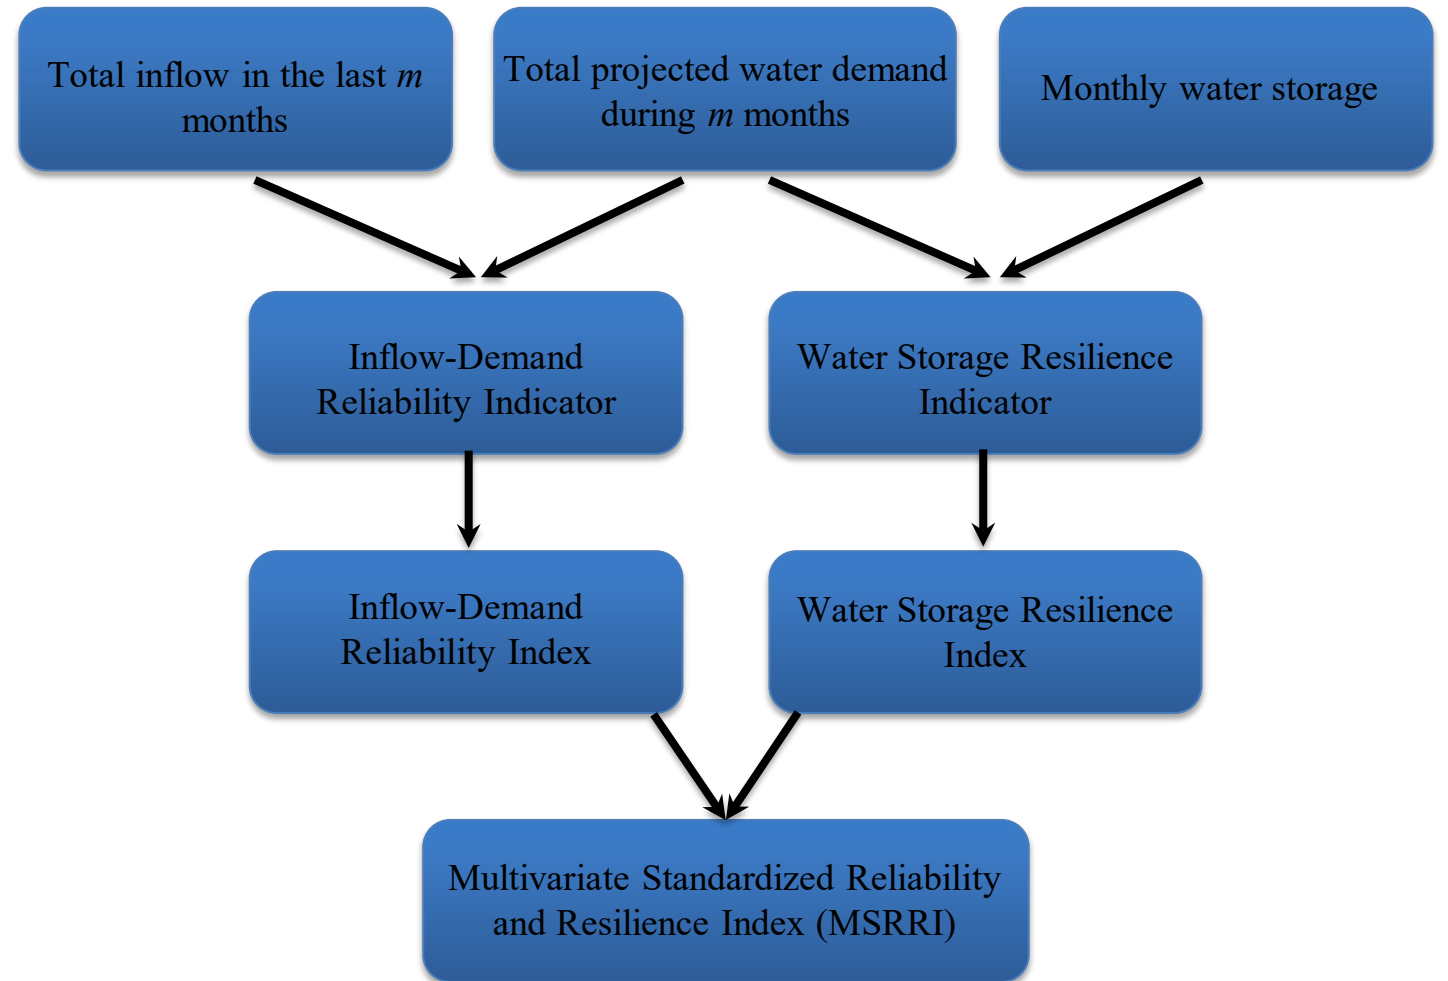 Total inflow in the last m
months
Total projected water demand
during m months
Monthly water storage
Inflow-Demand
Reliability Indicator
Water Storage Resilience
Indicator
Inflow-Demand
Reliability Index
Water Storage Resilience
Index
Multivariate Standardized Reliability
and Resilience Index (MSRRI)